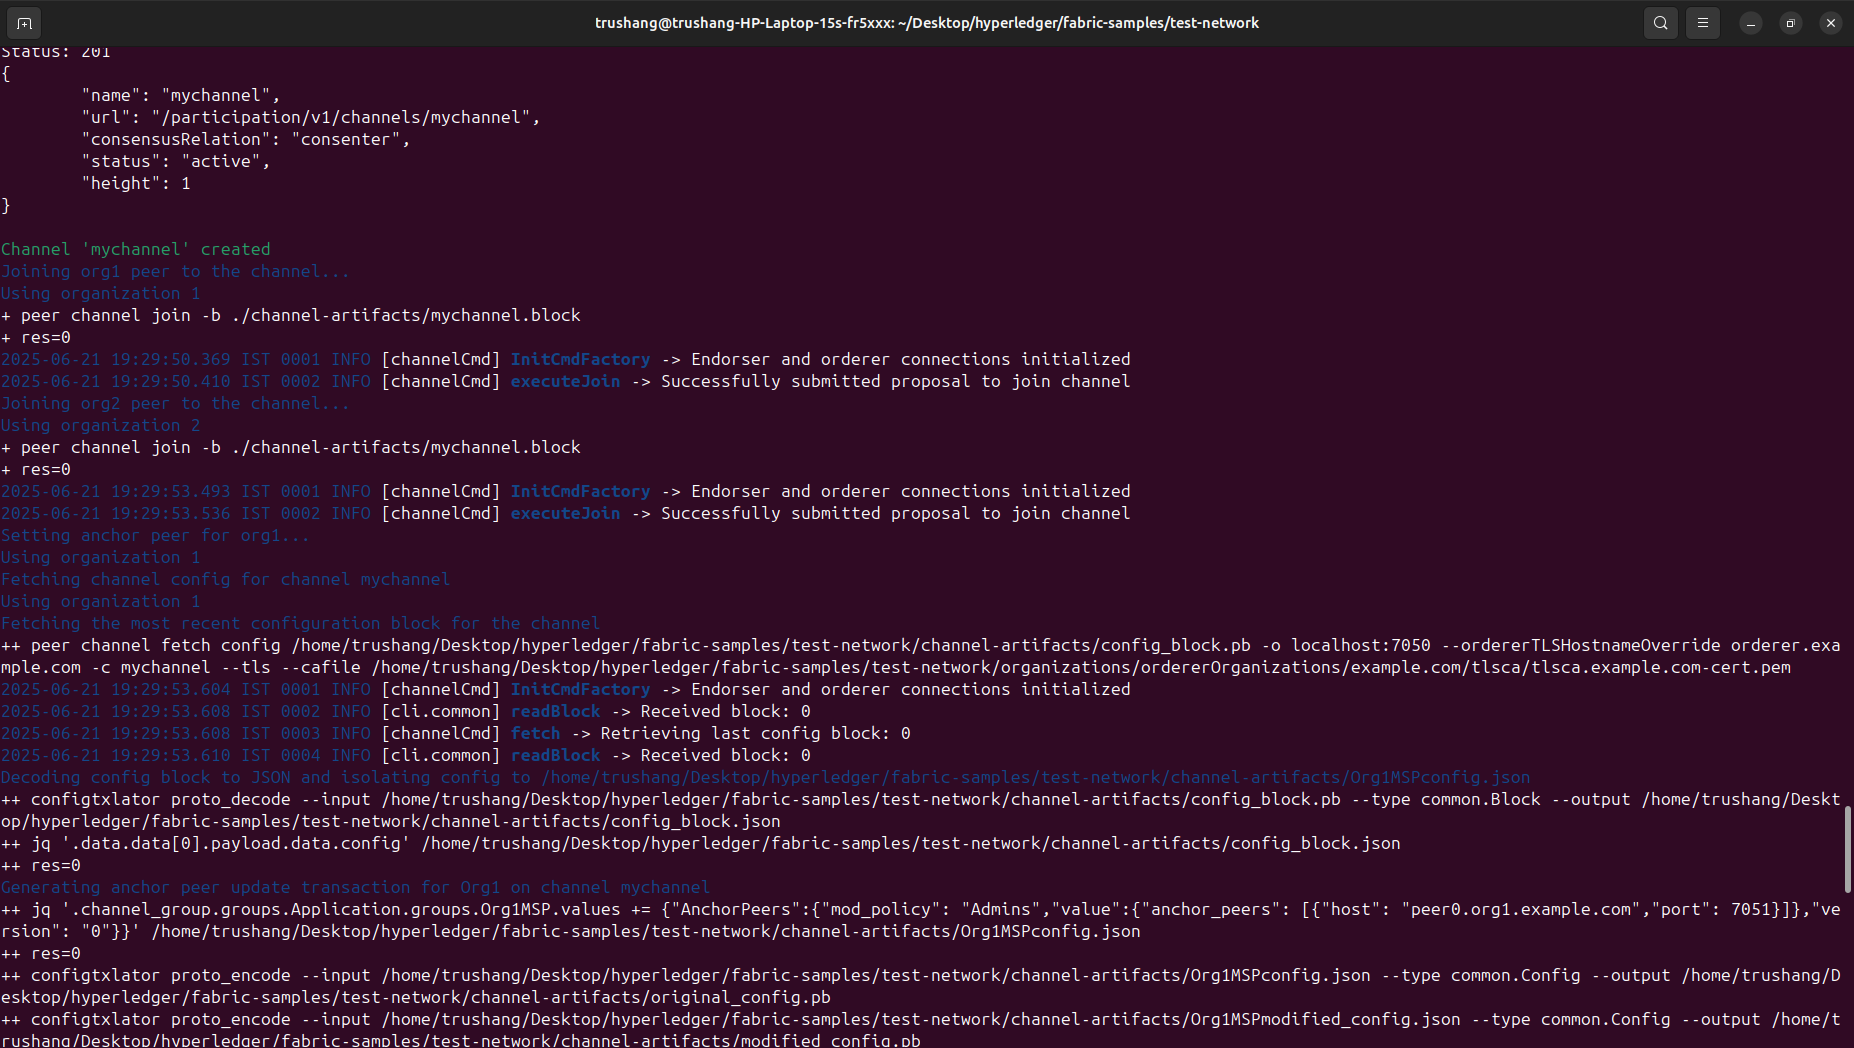 trushang@trushang-HP-Laptop-15s-fr5xxx: ~/Desktop/hyperledger/fabric-samples/test-network
Status: 201
{
        "name": "mychannel",
        "url": "/participation/v1/channels/mychannel",
        "consensusRelation": "consenter",
        "status": "active",
        "height": 1
}

Channel 'mychannel' created
Joining org1 peer to the channel...
Using organization 1
+ peer channel join -b ./channel-artifacts/mychannel.block
+ res=0
2025-06-21 19:29:50.369 IST 0001 INFO [channelCmd] InitCmdFactory -> Endorser and orderer connections initialized
2025-06-21 19:29:50.410 IST 0002 INFO [channelCmd] executeJoin -> Successfully submitted proposal to join channel
Joining org2 peer to the channel...
Using organization 2
+ peer channel join -b ./channel-artifacts/mychannel.block
+ res=0
2025-06-21 19:29:53.493 IST 0001 INFO [channelCmd] InitCmdFactory -> Endorser and orderer connections initialized
2025-06-21 19:29:53.536 IST 0002 INFO [channelCmd] executeJoin -> Successfully submitted proposal to join channel
Setting anchor peer for org1...
Using organization 1
Fetching channel config for channel mychannel
Using organization 1
Fetching the most recent configuration block for the channel
++ peer channel fetch config /home/trushang/Desktop/hyperledger/fabric-samples/test-network/channel-artifacts/config_block.pb -o localhost:7050 --ordererTLSHostnameOverride orderer.exa
mple.com -c mychannel --tls --cafile /home/trushang/Desktop/hyperledger/fabric-samples/test-network/organizations/ordererOrganizations/example.com/tlsca/tlsca.example.com-cert.pem
2025-06-21 19:29:53.604 IST 0001 INFO [channelCmd] InitCmdFactory -> Endorser and orderer connections initialized
2025-06-21 19:29:53.608 IST 0002 INFO [cli.common] readBlock -> Received block: 0
2025-06-21 19:29:53.608 IST 0003 INFO [channelCmd] fetch -> Retrieving last config block: 0
2025-06-21 19:29:53.610 IST 0004 INFO [cli.common] readBlock -> Received block: 0
Decoding config block to JSON and isolating config to /home/trushang/Desktop/hyperledger/fabric-samples/test-network/channel-artifacts/Org1MSPconfig.json
++ configtxlator proto_decode --input /home/trushang/Desktop/hyperledger/fabric-samples/test-network/channel-artifacts/config_block.pb --type common.Block --output /home/trushang/Deskt
op/hyperledger/fabric-samples/test-network/channel-artifacts/config_block.json
++ jq '.data.data[0].payload.data.config' /home/trushang/Desktop/hyperledger/fabric-samples/test-network/channel-artifacts/config_block.json
++ res=0
Generating anchor peer update transaction for Org1 on channel mychannel
++ jq '.channel_group.groups.Application.groups.Org1MSP.values += {"AnchorPeers":{"mod_policy": "Admins","value":{"anchor_peers": [{"host": "peer0.org1.example.com","port": 7051}]},"ve
rsion": "0"}}' /home/trushang/Desktop/hyperledger/fabric-samples/test-network/channel-artifacts/Org1MSPconfig.json
++ res=0
++ configtxlator proto_encode --input /home/trushang/Desktop/hyperledger/fabric-samples/test-network/channel-artifacts/Org1MSPconfig.json --type common.Config --output /home/trushang/D
esktop/hyperledger/fabric-samples/test-network/channel-artifacts/original_config.pb
++ configtxlator proto_encode --input /home/trushang/Desktop/hyperledger/fabric-samples/test-network/channel-artifacts/Org1MSPmodified_config.json --type common.Config --output /home/t
rushang/Desktop/hyperledger/fabric-samples/test-network/channel-artifacts/modified_config.pb